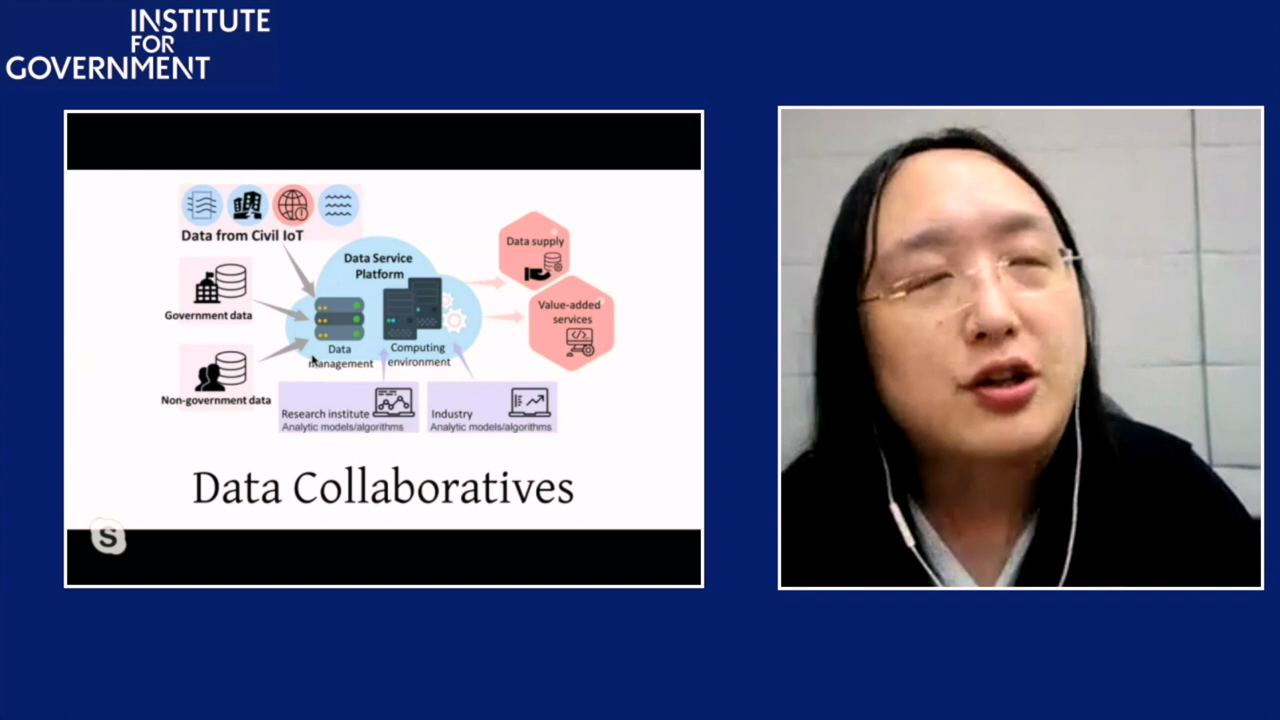 INSTITUTE
FOR
GOVERNMENT
Data from Civil IoT
Government data
Non-government data
Data Service
Platform
Data
management
Computing
environment
Data supply
Value-added
services
Research institute
Analytic models/algorithms
Industry
Analytic models/algorithms
Data Collaboratives
S